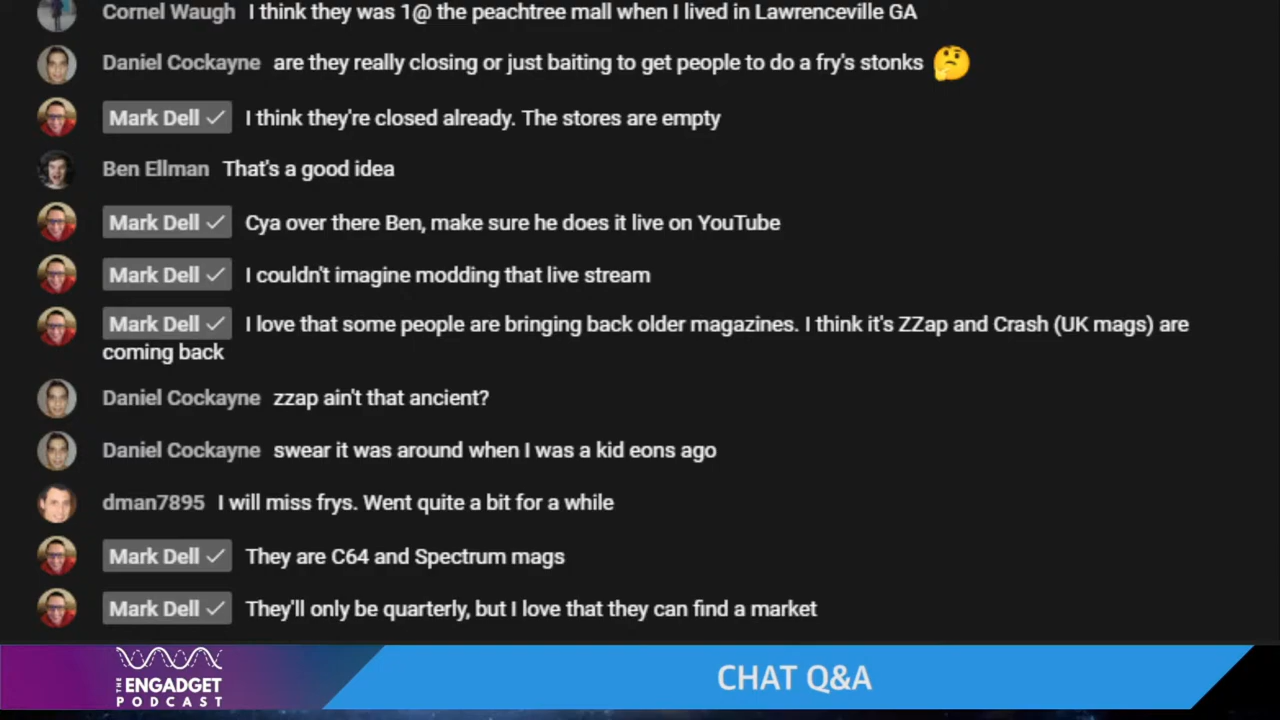 Cornel Waugh I think they was 1@ the peachtree mall when I lived in Lawrenceville GA
Daniel Cockayne are they really closing or just baiting to get people to do a fry's stonks 🤔
Mark Dell ✓ I think they're closed already. The stores are empty
Ben Ellman That's a good idea
Mark Dell ✓ Cya over there Ben, make sure he does it live on YouTube
Mark Dell ✓ I couldn't imagine modding that live stream
Mark Dell ✓ I love that some people are bringing back older magazines. I think it's ZZap and Crash (UK mags) are
coming back
Daniel Cockayne zzap ain't that ancient?
Daniel Cockayne swear it was around when I was a kid eons ago
dman7895 I will miss frys. Went quite a bit for a while
Mark Dell ✓ They are C64 and Spectrum mags
Mark Dell ✓ They'll only be quarterly, but I love that they can find a market
THE ENGADGET
PODCAST
CHAT Q&A